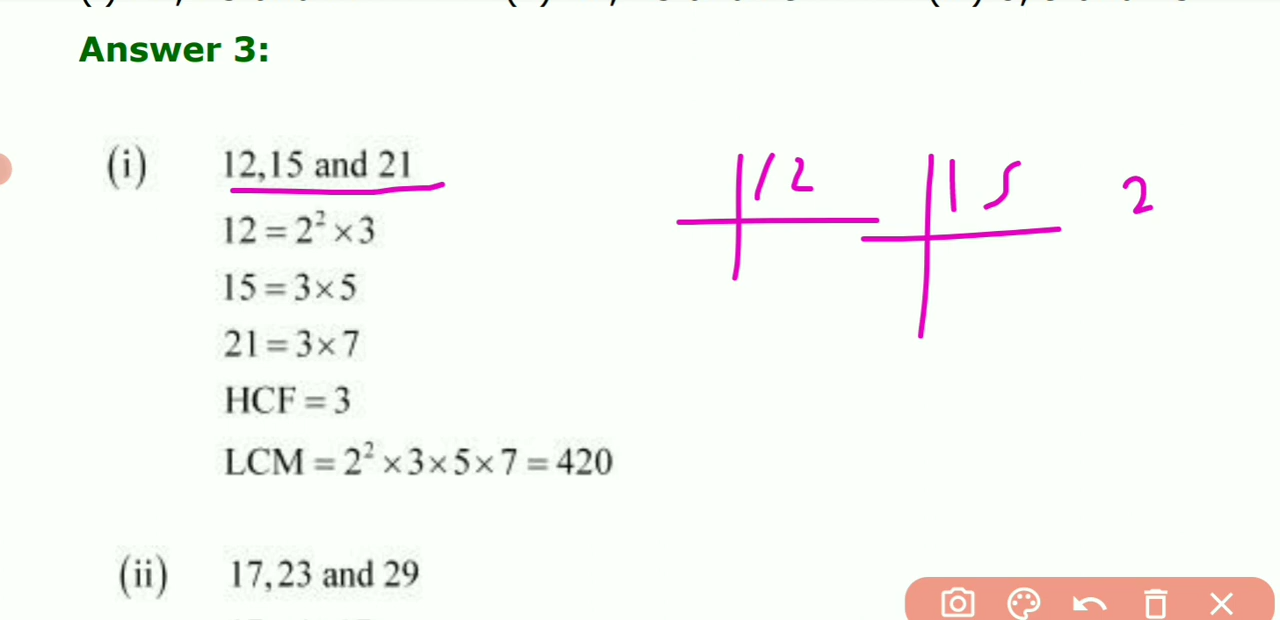 Answer 3:
(i) 12,15 and 21
12 = 2² × 3
15 = 3×5
21 = 3×7
HCF = 3
LCM = 2² ×3×5×7 = 420
12
15
2
(ii) 17,23 and 29